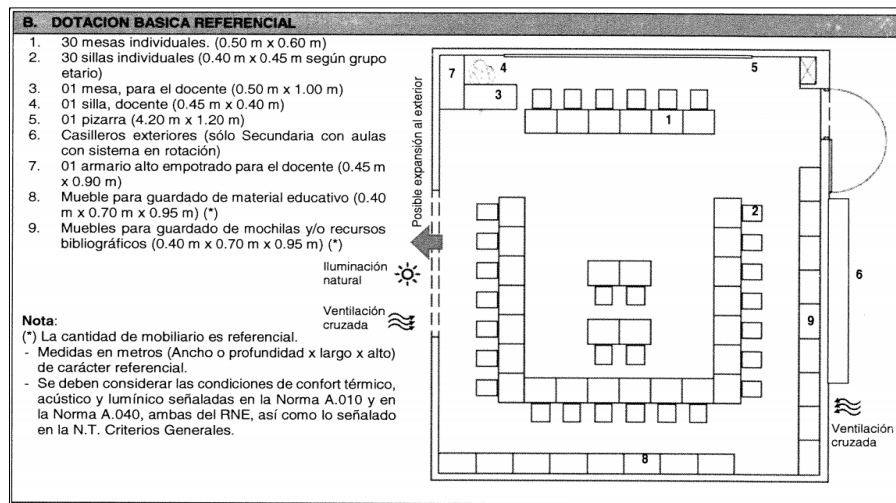 B. DOTACION BASICA REFERENCIAL
1. 30 mesas individuales. (0.50 m x 0.60 m)
2. 30 sillas individuales (0.40 m x 0.45 m según grupo
etario)
3. 01 mesa, para el docente (0.50 m x 1.00 m)
4. 01 silla, docente (0.45 m x 0.40 m)
5. 01 pizarra (4.20 m x 1.20 m)
6. Casilleros exteriores (sólo Secundaria con aulas
con sistema en rotación)
7. 01 armario alto empotrado para el docente (0.45 m
x 0.90 m)
8. Mueble para guardado de material educativo (0.40
m x 0.70 m x 0.95 m) (*)
9. Muebles para guardado de mochilas y/o recursos
bibliográficos (0.40 m x 0.70 m x 0.95 m) (*)
Nota:
(*) La cantidad de mobiliario es referencial.
- Medidas en metros (Ancho o profundidad x largo x alto)
de carácter referencial.
- Se deben considerar las condiciones de confort térmico,
acústico y lumínico señaladas en la Norma A.010 y en
la Norma A.040, ambas del RNE, así como lo señalado
en la N.T. Criterios Generales.
Posible expansión al exterior
Iluminación
natural
Ventilación
cruzada
7
4
5
3
1
2
6
9
8
Ventilación
cruzada